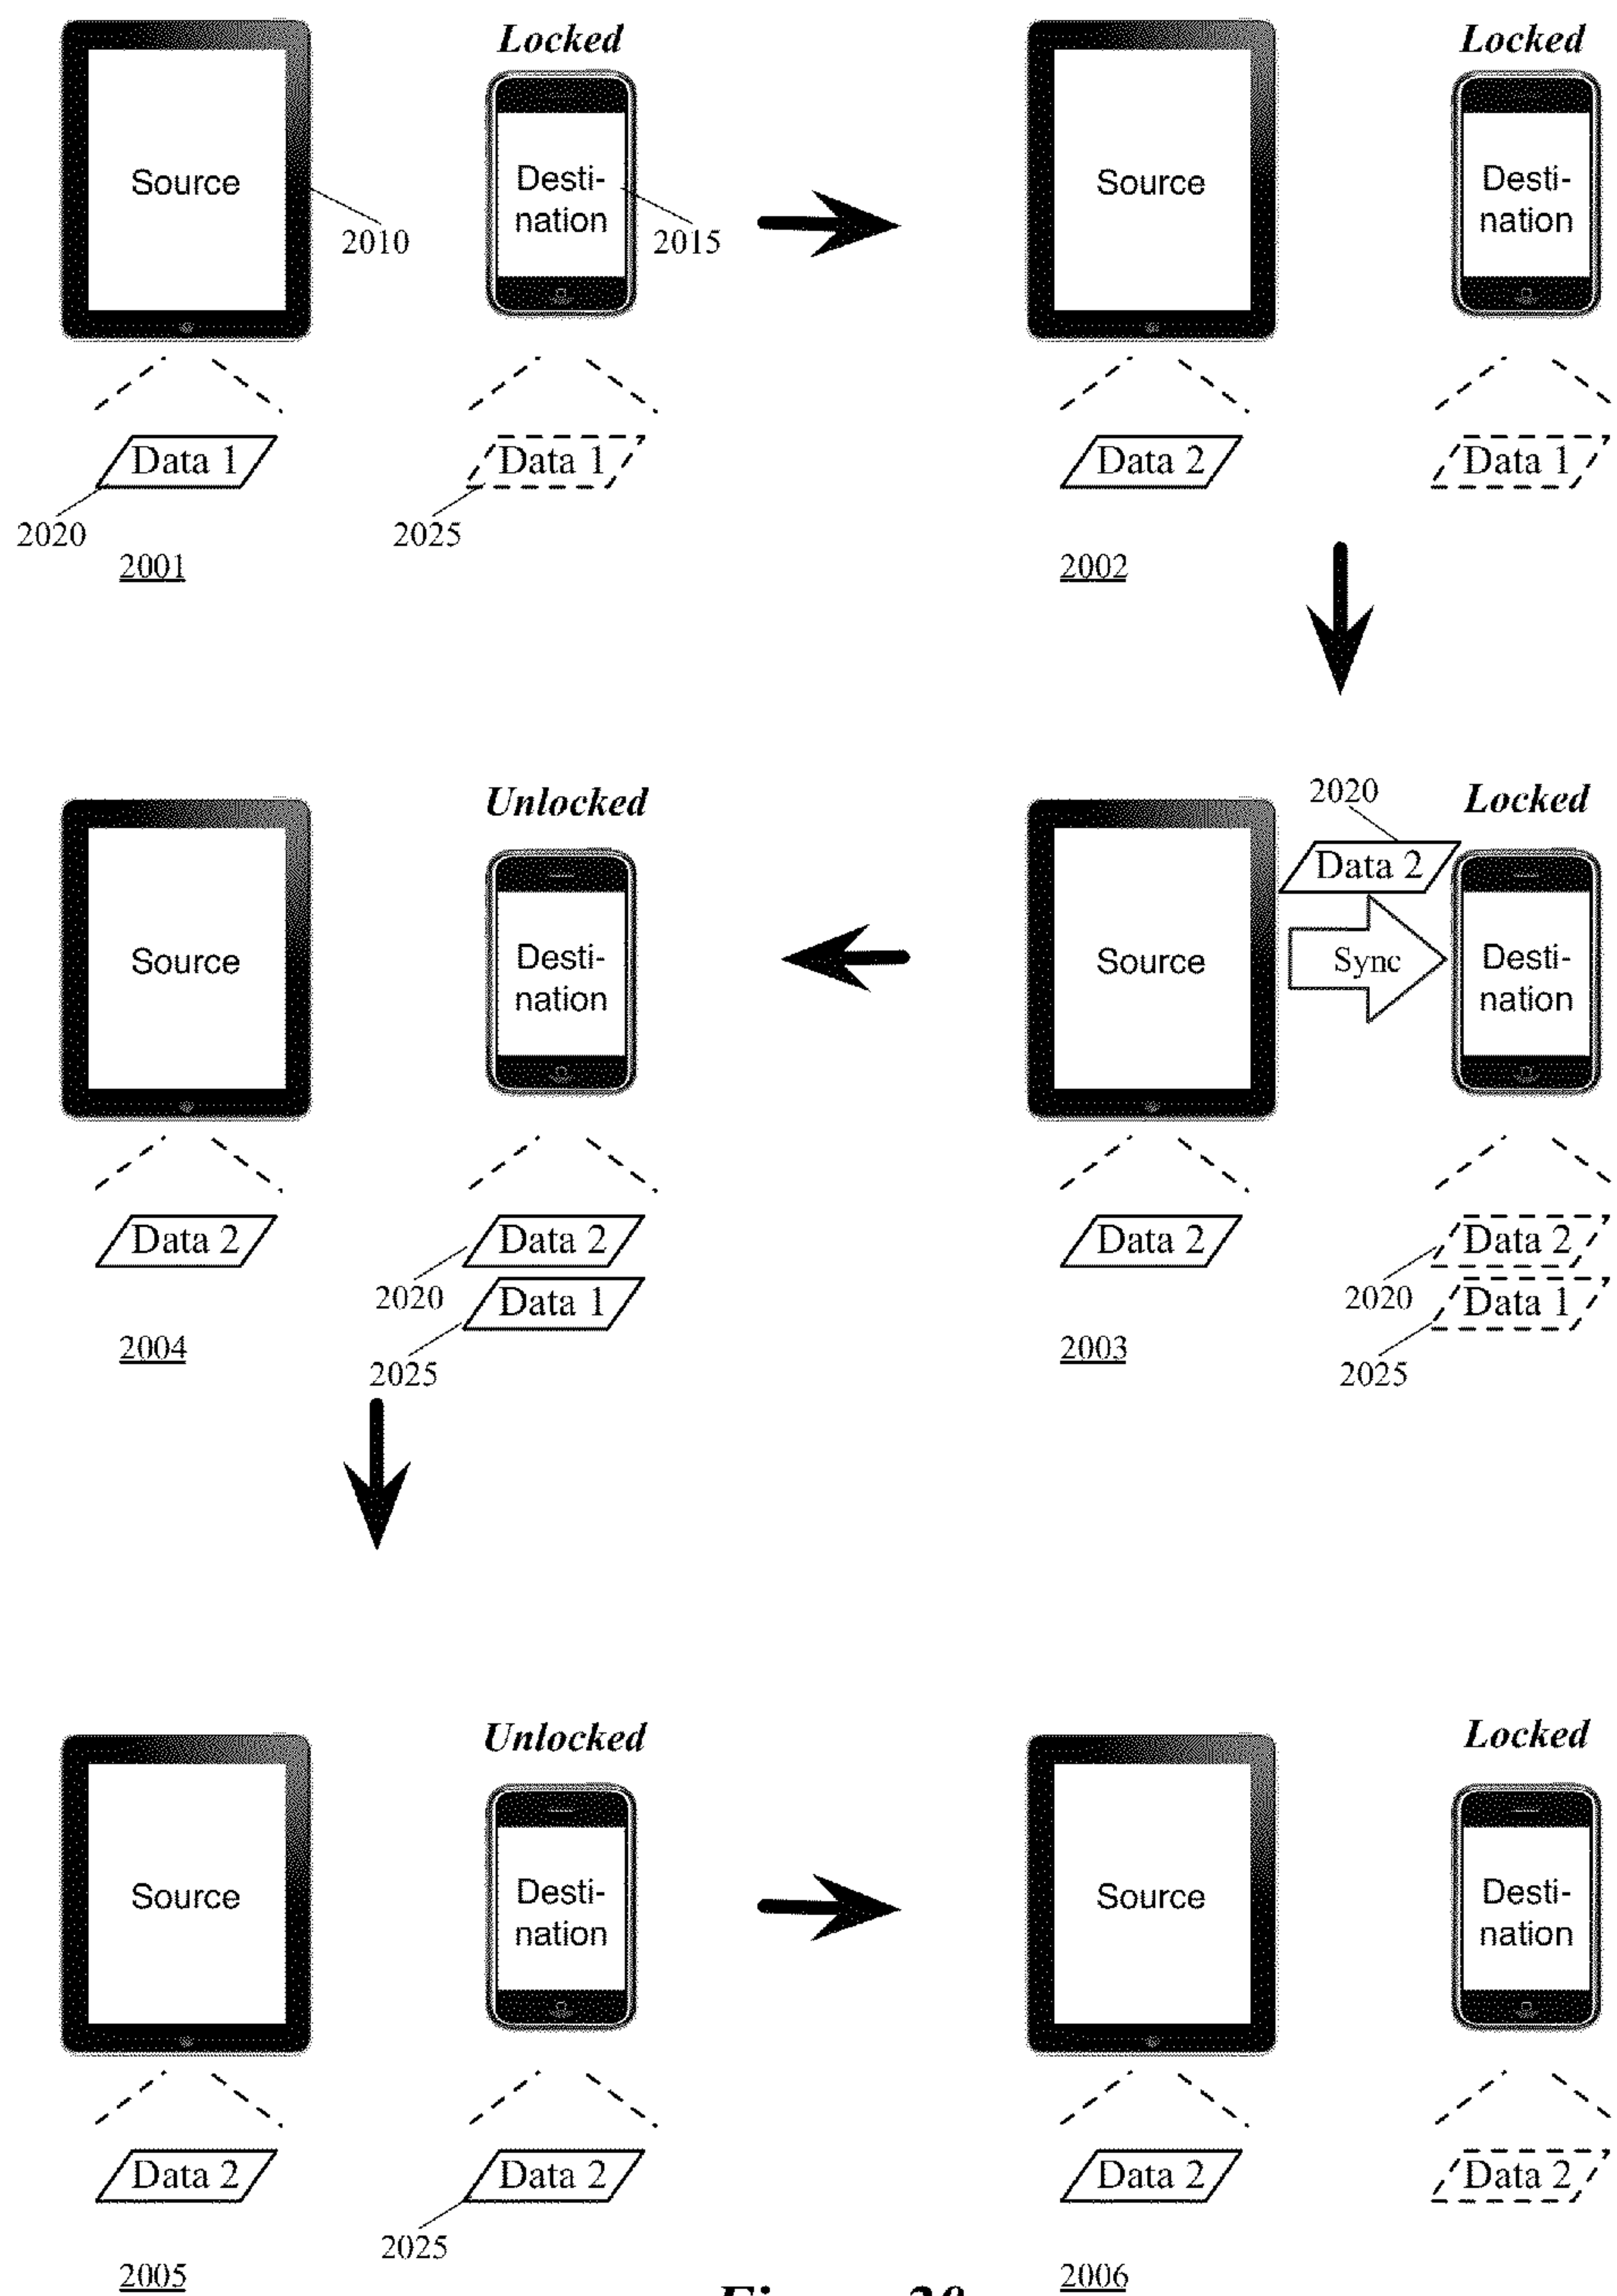 Locked
Source
Desti-
nation
2010
2015
Data 1
Data 1
2020
2025
2001
Locked
Source
Desti-
nation
Data 2
Data 1
2002
2020
Locked
Data 2
Source
Sync
Desti-
nation
Data 2
Data 2
2020
Data 1
2025
2003
Unlocked
Source
Desti-
nation
Data 2
Data 2
2020
Data 1
2025
2004
Unlocked
Source
Desti-
nation
Data 2
Data 2
2025
2005
Locked
Source
Desti-
nation
Data 2
Data 2
2006